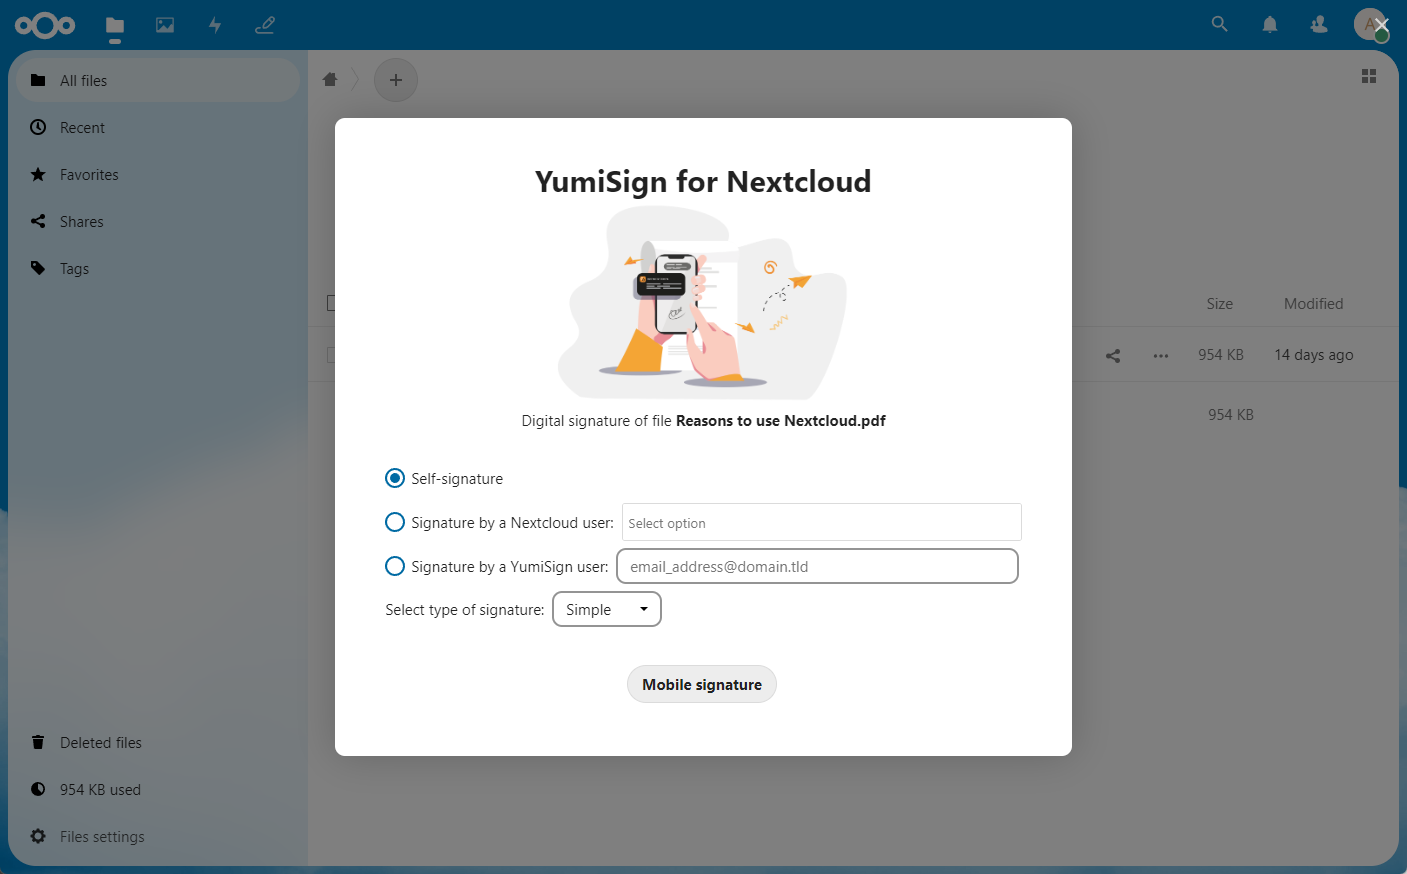 A
All files
Recent
Favorites
Shares
Tags
Size
Modified
954 KB
14 days ago
954 KB
YumiSign for Nextcloud
Digital signature of file Reasons to use Nextcloud.pdf
Self-signature
Signature by a Nextcloud user: Select option
Signature by a YumiSign user: email_address@domain.tld
Select type of signature: Simple
Mobile signature
Deleted files
954 KB used
Files settings